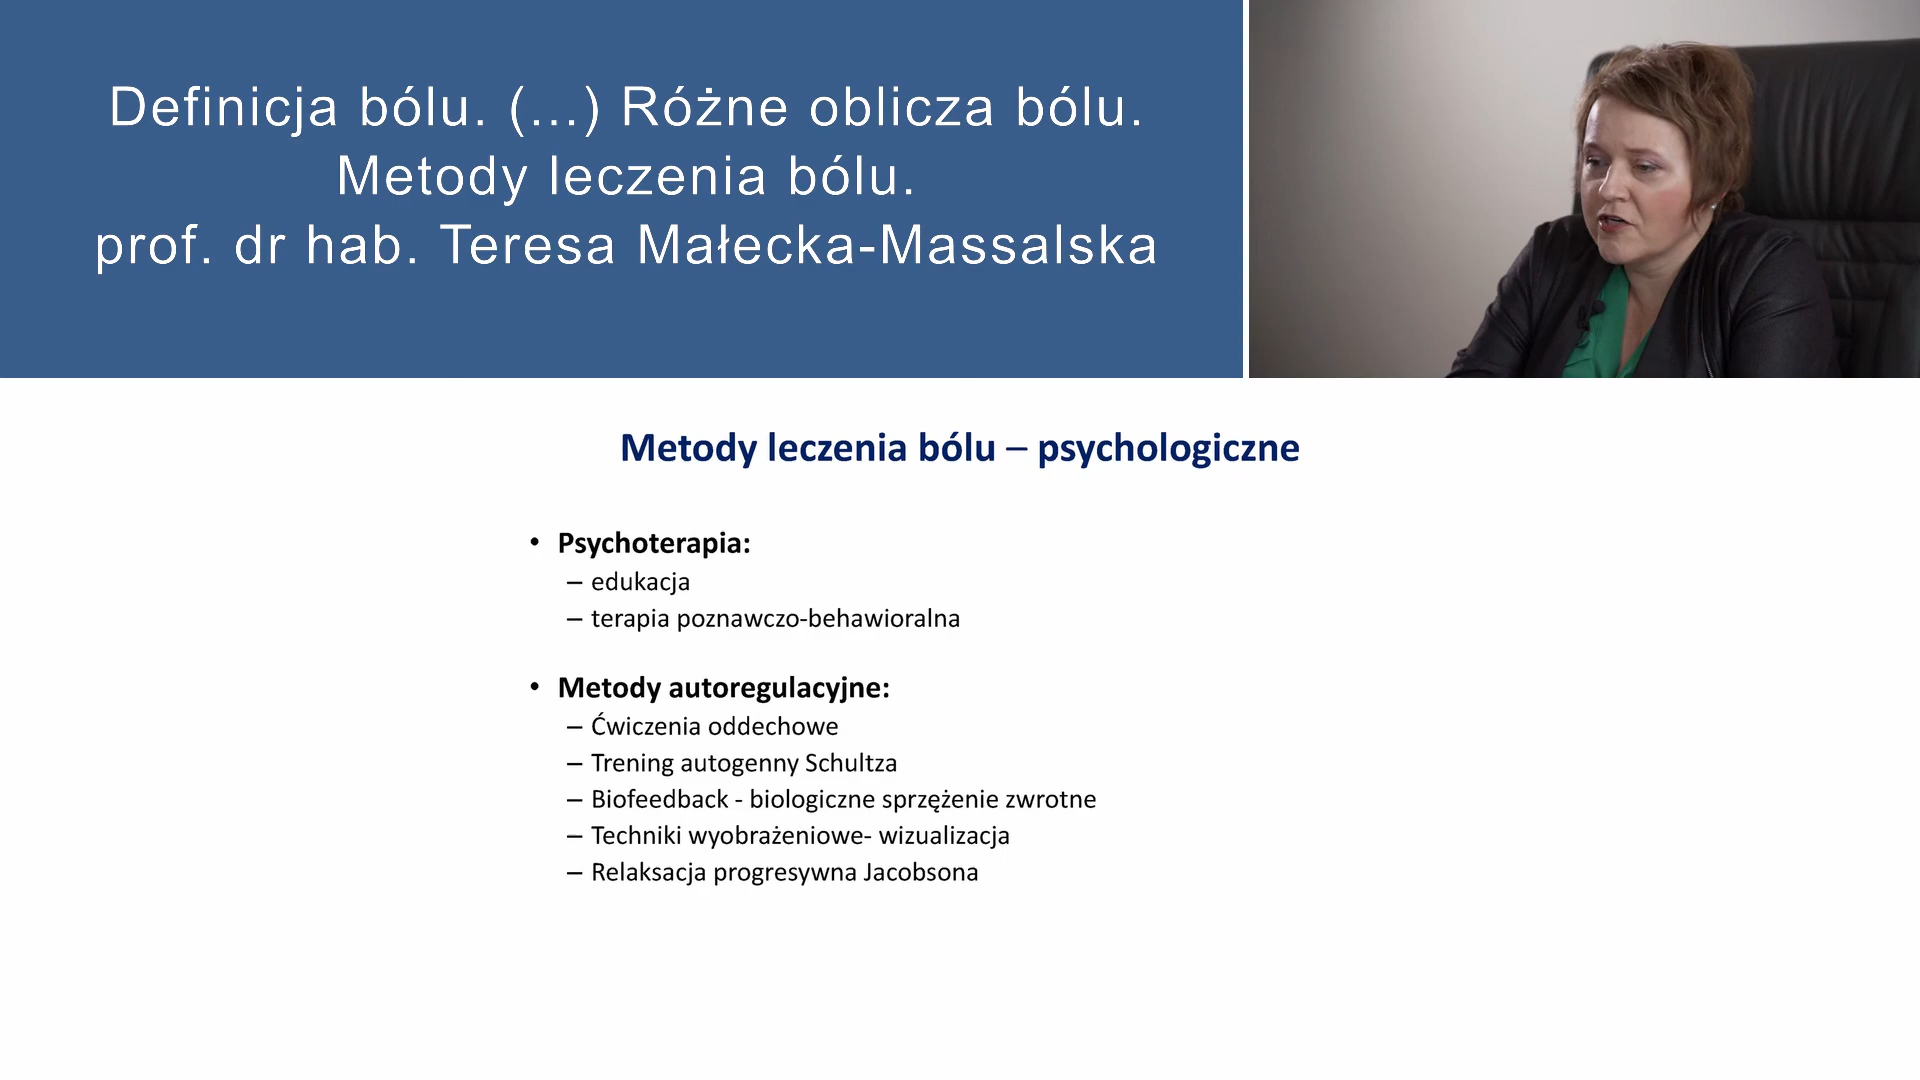 Definicja bólu. (...) Różne oblicza bólu.
Metody leczenia bólu.
prof. dr hab. Teresa Małecka-Massalska
Metody leczenia bólu – psychologiczne
• Psychoterapia:
– edukacja
– terapia poznawczo-behawioralna
• Metody autoregulacyjne:
– Ćwiczenia oddechowe
– Trening autogenny Schultza
– Biofeedback - biologiczne sprzężenie zwrotne
– Techniki wyobrażeniowe- wizualizacja
– Relaksacja progresywna Jacobsona